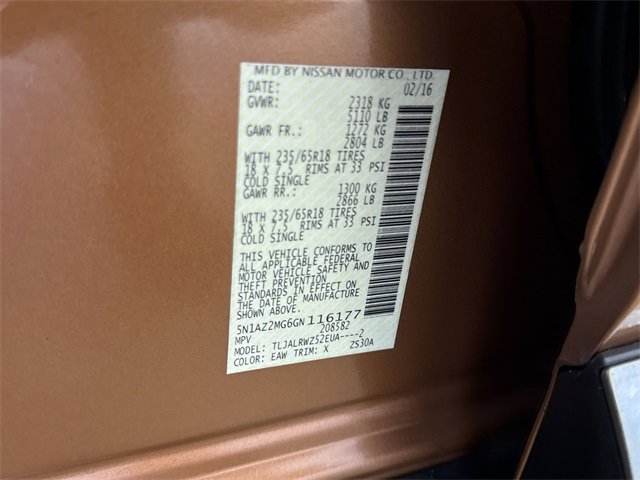 MFD BY NISSAN MOTOR CO., LTD.
DATE: 02/16
GVWR: 2318 KG
5110 LB
GAWR FR.: 1272 KG
2804 LB
WITH 235/65R18 TIRES
18 X 7.5 RIMS AT 33 PSI
COLD SINGLE
GAWR RR.: 1300 KG
2866 LB
WITH 235/65R18 TIRES
18 X 7.5 RIMS AT 33 PSI
COLD SINGLE
THIS VEHICLE CONFORMS TO
ALL APPLICABLE FEDERAL
MOTOR VEHICLE SAFETY AND
THEFT PREVENTION
STANDARDS IN EFFECT ON
THE DATE OF MANUFACTURE
SHOWN ABOVE.
5N1AZ2MG6GN116177
MPV 208582
MODEL: TLJALRWZ52EUA----2
COLOR: EAW TRIM: X ZS30A